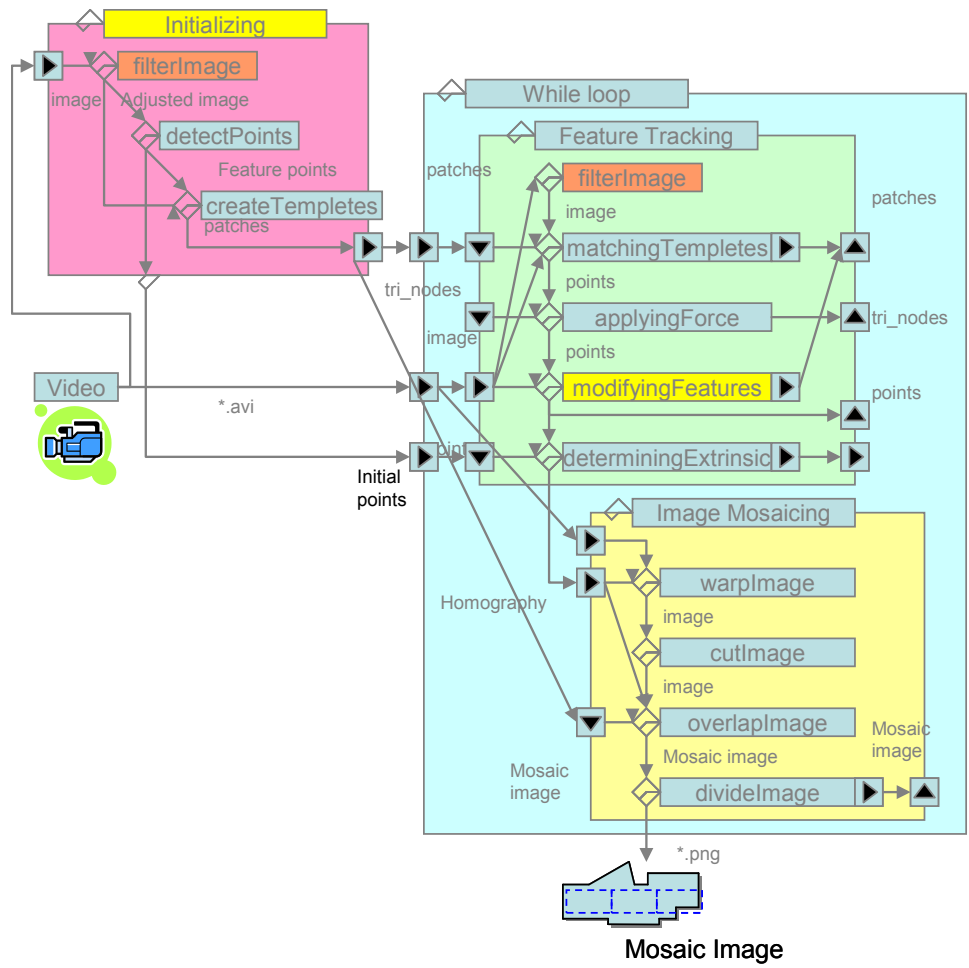 Initializing
filterImage
image
Adjusted image
detectPoints
Feature points
createTempletes
patches
While loop
Feature Tracking
patches
filterImage
image
patches
matchingTempletes
tri_nodes
points
image
applyingForce
tri_nodes
points
Video
*.avi
modifyingFeatures
points
Initial
points
oint
determiningExtrinsic
Image Mosaicing
Homography
warpImage
image
cutImage
image
overlapImage
Mosaic
image
Mosaic image
Mosaic
image
divideImage
*.png
Mosaic Image